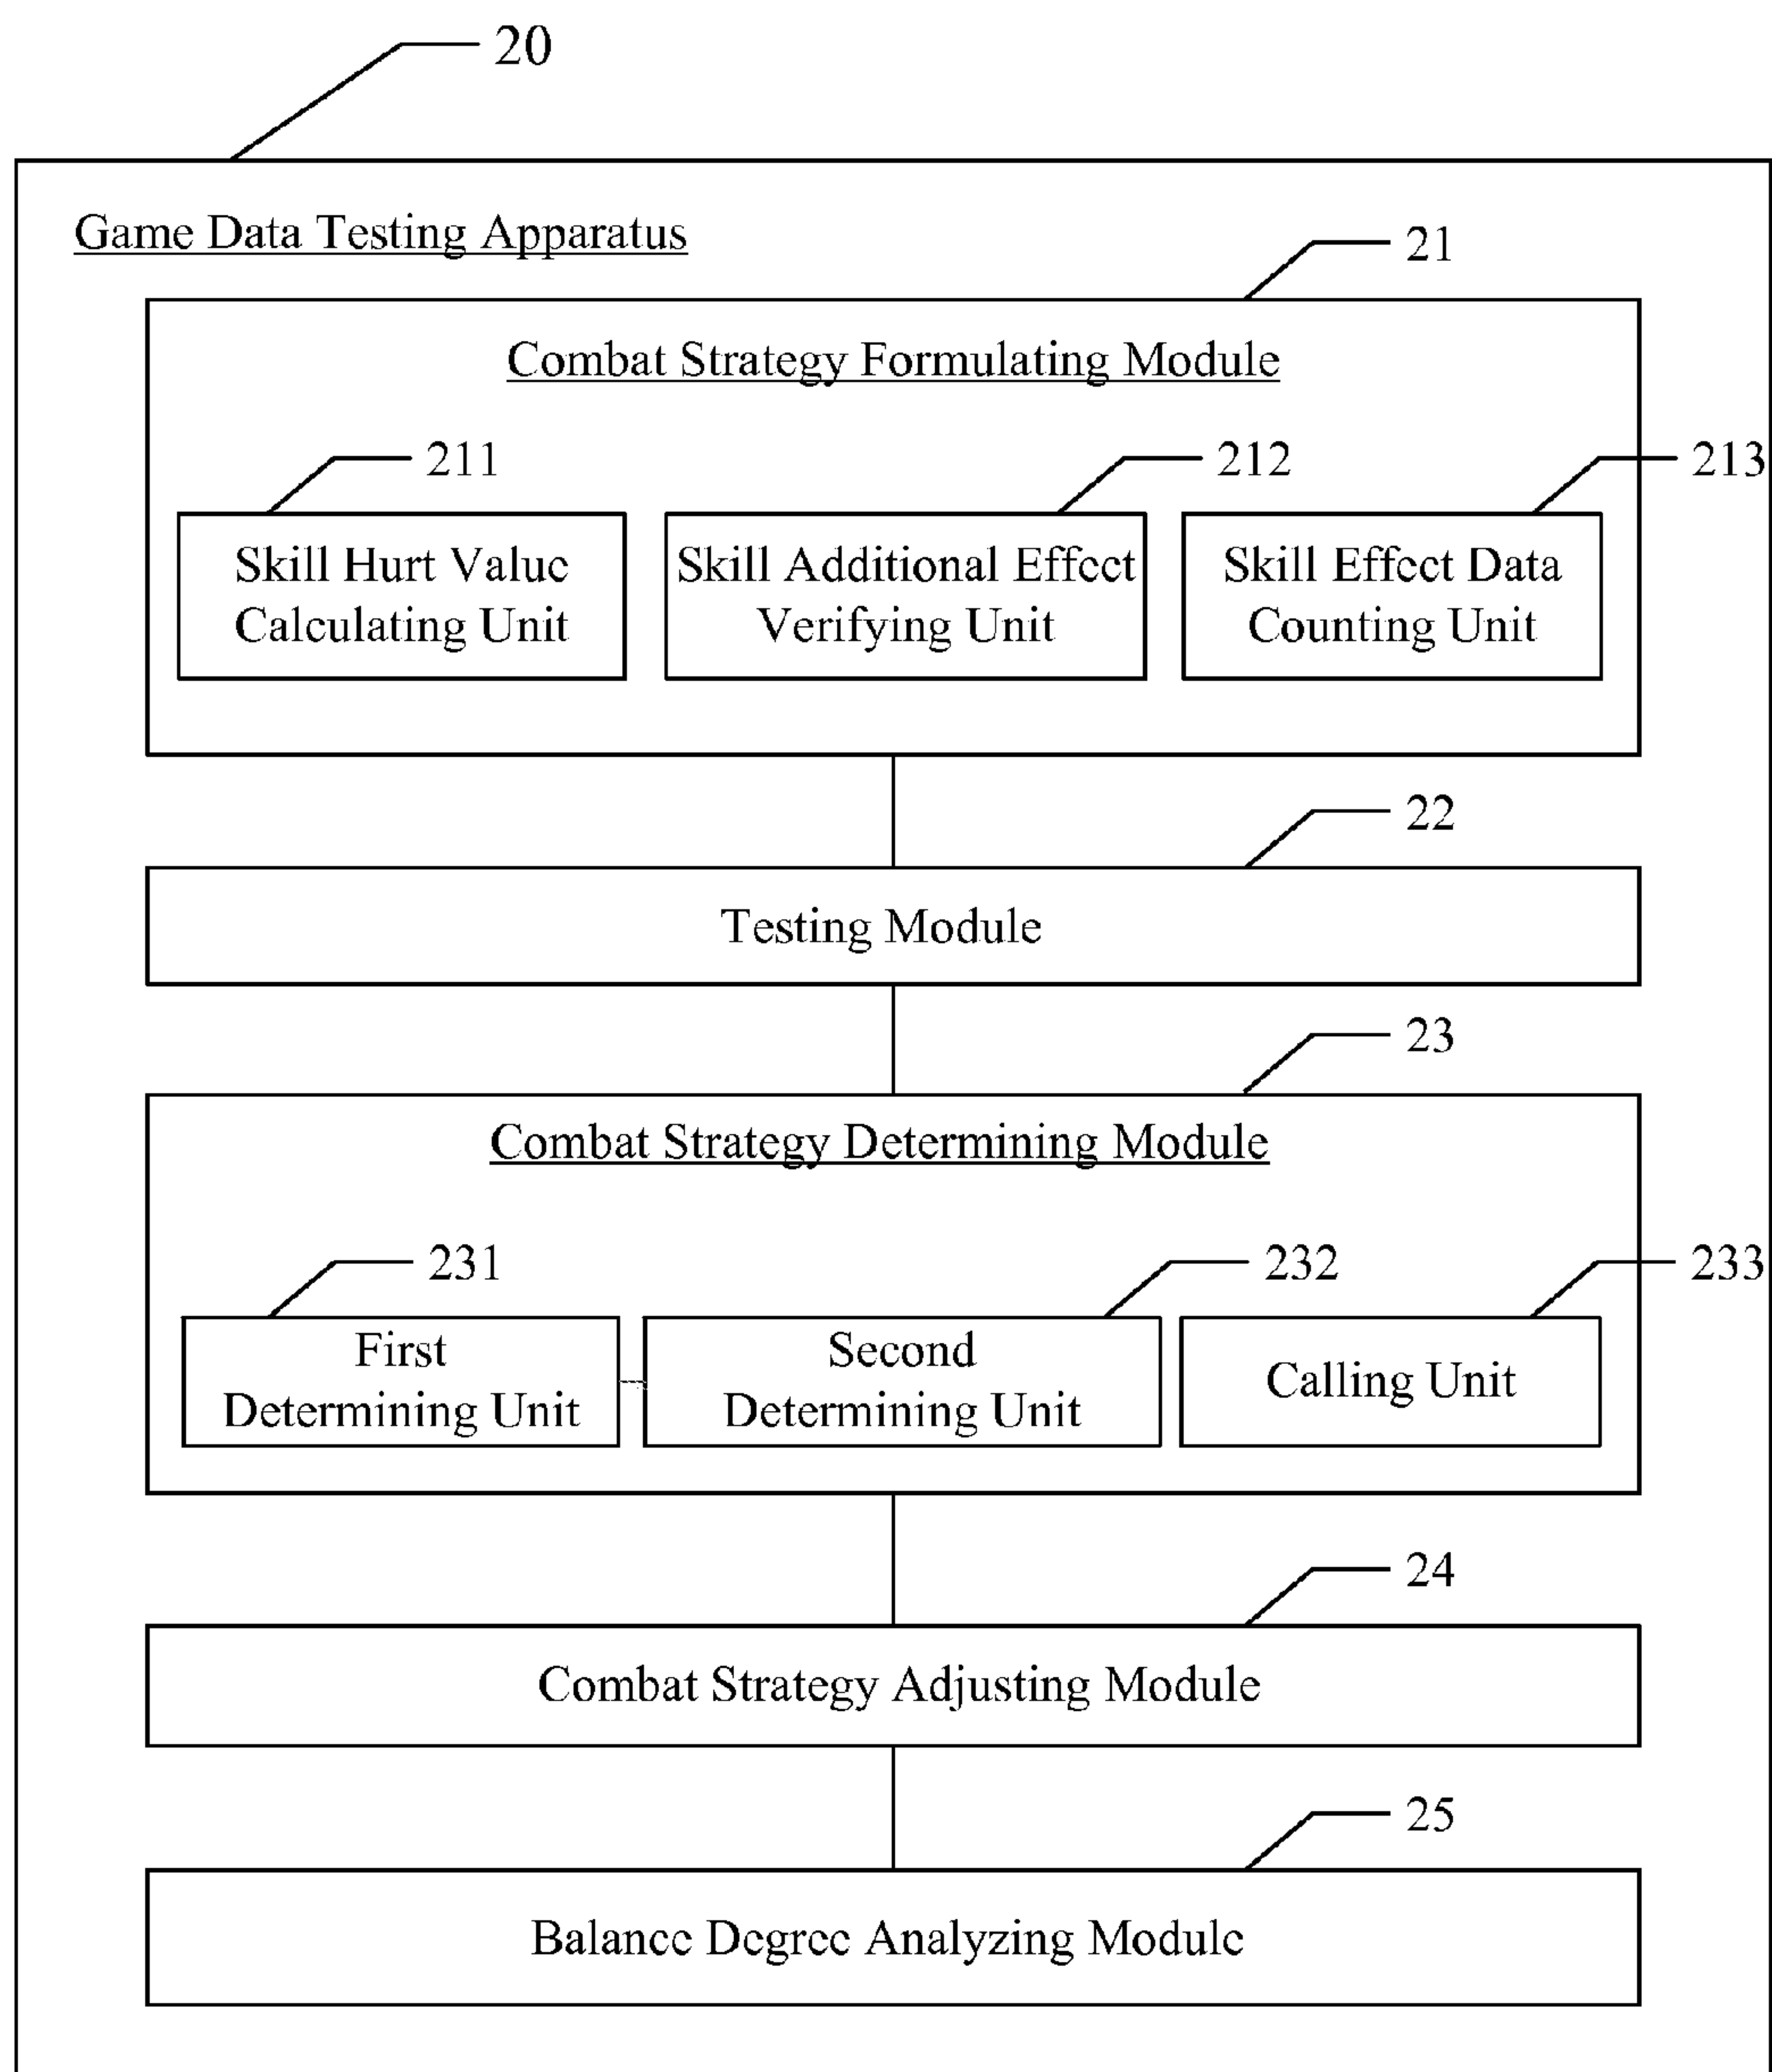 20
Game Data Testing Apparatus
21
Combat Strategy Formulating Module
211
212
213
Skill Hurt Value
Calculating Unit
Skill Additional Effect
Verifying Unit
Skill Effect Data
Counting Unit
22
Testing Module
23
Combat Strategy Determining Module
231
232
233
First
Determining Unit
Second
Determining Unit
Calling Unit
24
Combat Strategy Adjusting Module
25
Balance Degree Analyzing Module